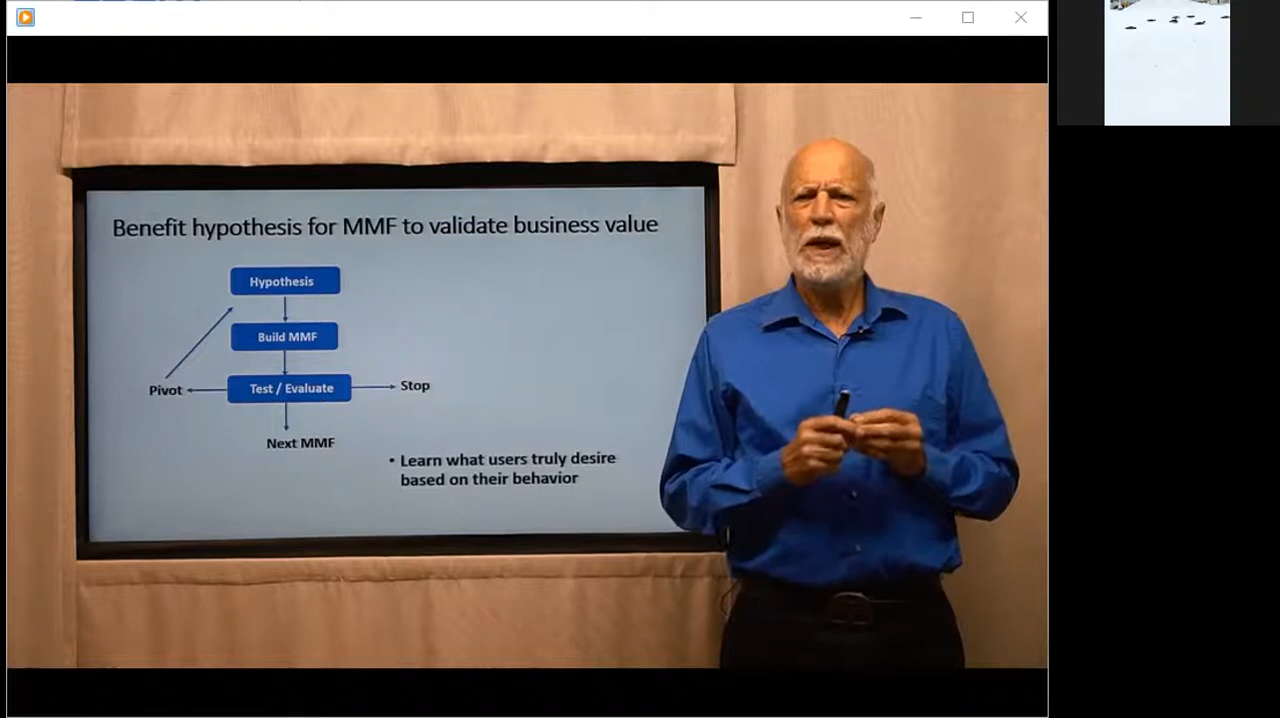 Benefit hypothesis for MMF to validate business value
Hypothesis
Build MMF
Pivot
Test / Evaluate
Stop
Next MMF
• Learn what users truly desire
based on their behavior